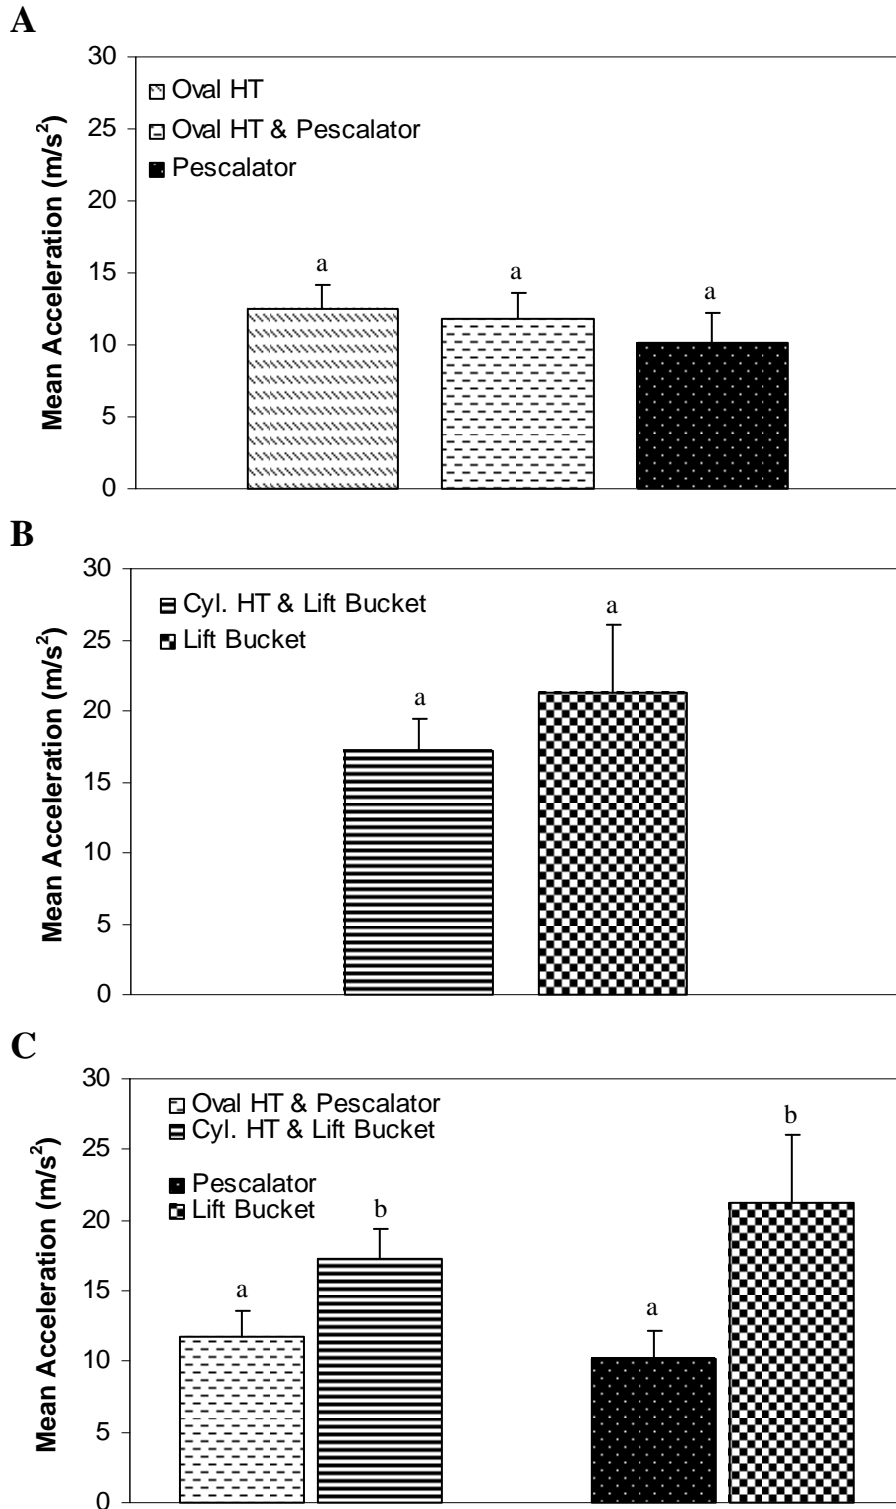 A
Mean Acceleration (m/s²)
30
25
20
15
10
5
0
Oval HT
Oval HT & Pescalator
Pescalator
a
a
a
B
Mean Acceleration (m/s²)
30
25
20
15
10
5
0
Cyl. HT & Lift Bucket
Lift Bucket
a
a
C
Mean Acceleration (m/s²)
30
25
20
15
10
5
0
Oval HT & Pescalator
Cyl. HT & Lift Bucket
Pescalator
Lift Bucket
a
b
a
b